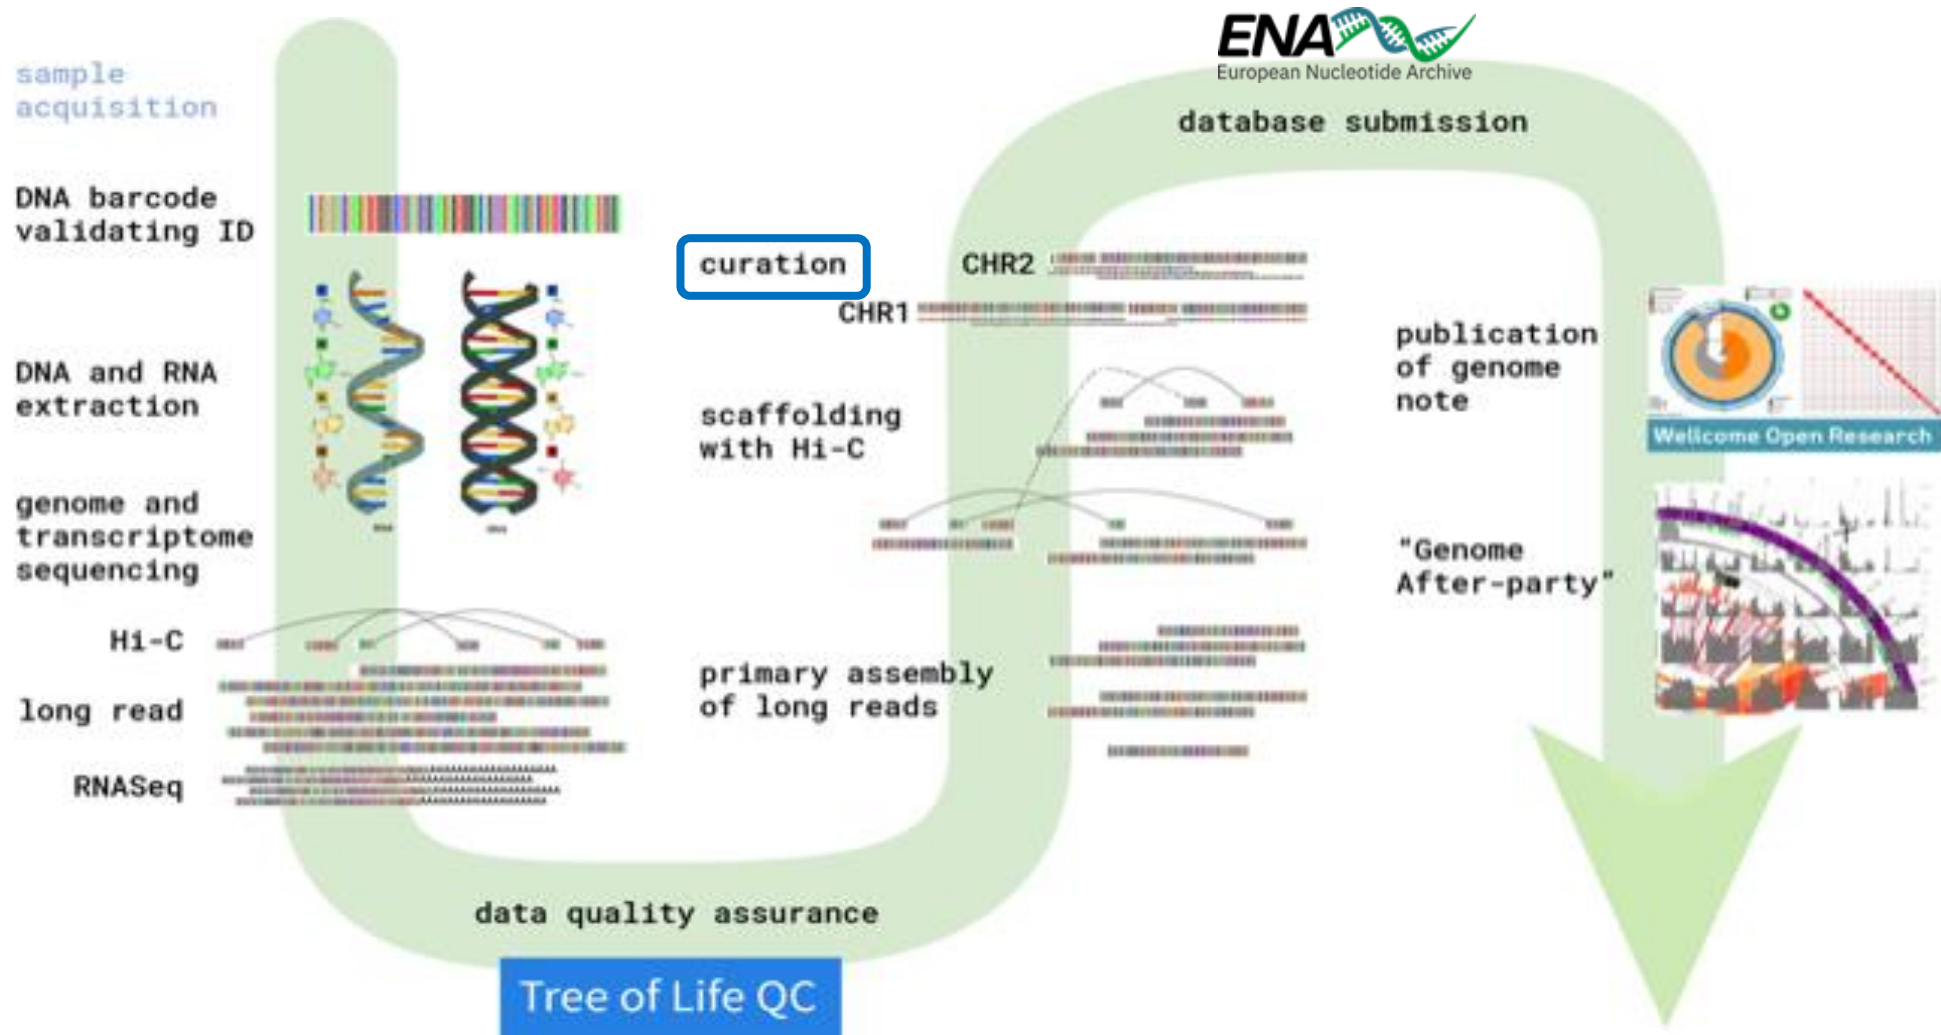 sample
acquisition
DNA barcode
validating ID
DNA and RNA
extraction
genome and
transcriptome
sequencing
Hi-C
long read
RNASeq
data quality assurance
Tree of Life QC
primary assembly
of long reads
scaffolding
with Hi-C
curation
CHR2
CHR1
ENA
European Nucleotide Archive
database submission
publication
of genome
note
Wellcome Open Research
"Genome
After-party"